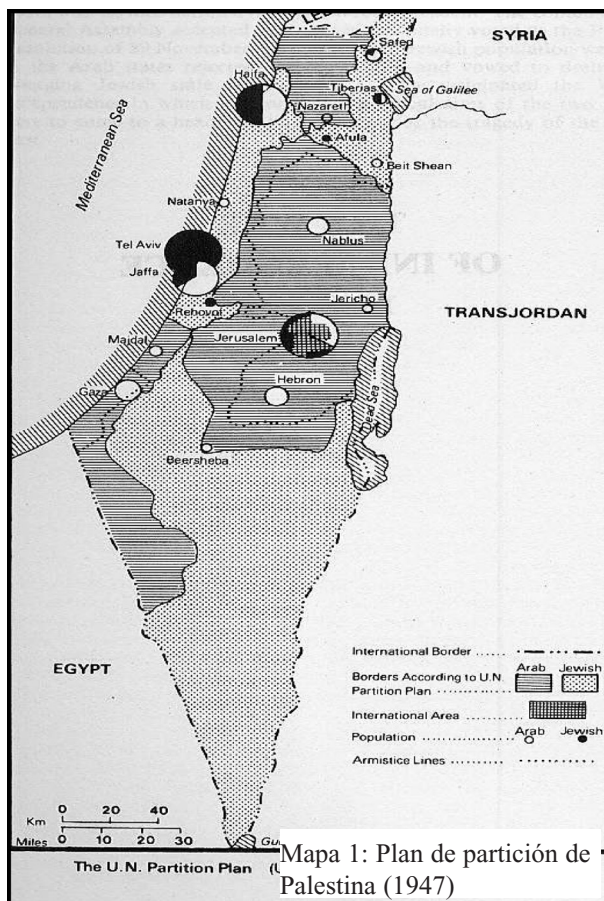 SYRIA
Safed
Haifa
Tiberias
Sea of Galilee
Nazareth
Afula
Mediterranean Sea
Beit Shean
Natanya
Tel Aviv
Nablus
Jaffa
Jericho
Rehovot
TRANSJORDAN
Majdal
Jerusalem
Gaza
Hebron
Dead Sea
Beersheba
EGYPT
International Border
Arab Jewish
Borders According to U.N.
Partition Plan
International Area
Arab Jewish
Population
Armistice Lines
0 20 40
Km
Miles 0 10 20 30
The U.N. Partition Plan
Mapa 1: Plan de partición de
Palestina (1947)